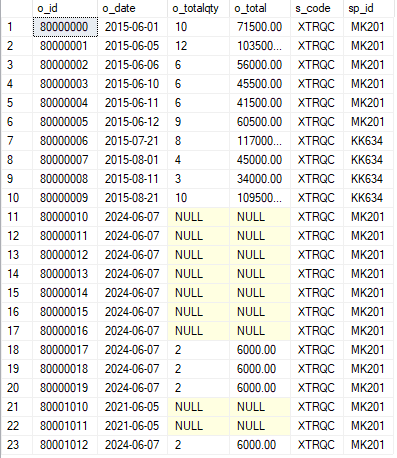 o_id o_date o_totalqty o_total s_code sp_id
1 80000000 2015-06-01 10 71500.00 XTRQC MK201
2 80000001 2015-06-05 12 103500... XTRQC MK201
3 80000002 2015-06-06 6 56000.00 XTRQC MK201
4 80000003 2015-06-10 6 45500.00 XTRQC MK201
5 80000004 2015-06-11 6 41500.00 XTRQC MK201
6 80000005 2015-06-12 9 60500.00 XTRQC MK201
7 80000006 2015-07-21 8 117000... XTRQC KK634
8 80000007 2015-08-01 4 45000.00 XTRQC KK634
9 80000008 2015-08-11 3 34000.00 XTRQC KK634
10 80000009 2015-08-21 10 109500... XTRQC KK634
11 80000010 2024-06-07 NULL NULL XTRQC MK201
12 80000011 2024-06-07 NULL NULL XTRQC MK201
13 80000012 2024-06-07 NULL NULL XTRQC MK201
14 80000013 2024-06-07 NULL NULL XTRQC MK201
15 80000014 2024-06-07 NULL NULL XTRQC MK201
16 80000015 2024-06-07 NULL NULL XTRQC MK201
17 80000016 2024-06-07 NULL NULL XTRQC MK201
18 80000017 2024-06-07 2 6000.00 XTRQC MK201
19 80000018 2024-06-07 2 6000.00 XTRQC MK201
20 80000019 2024-06-07 2 6000.00 XTRQC MK201
21 80001010 2021-06-05 NULL NULL XTRQC MK201
22 80001011 2021-06-05 NULL NULL XTRQC MK201
23 80001012 2024-06-07 2 6000.00 XTRQC MK201